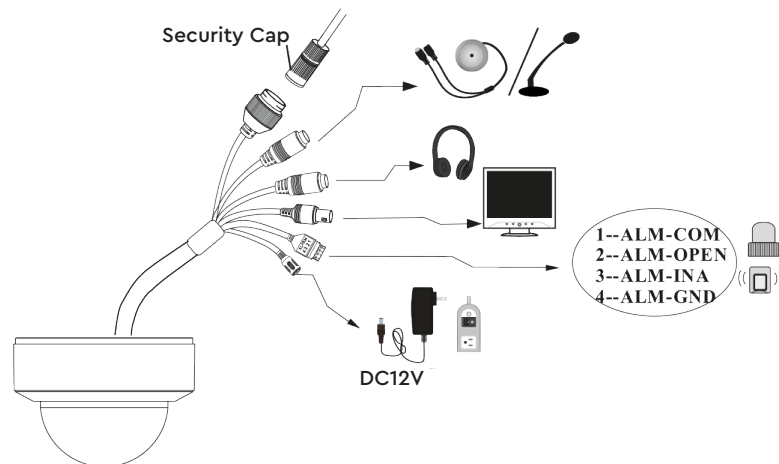 Security Cap
1--ALM-COM
2--ALM-OPEN
3--ALM-INA
4--ALM-GND
DC12V